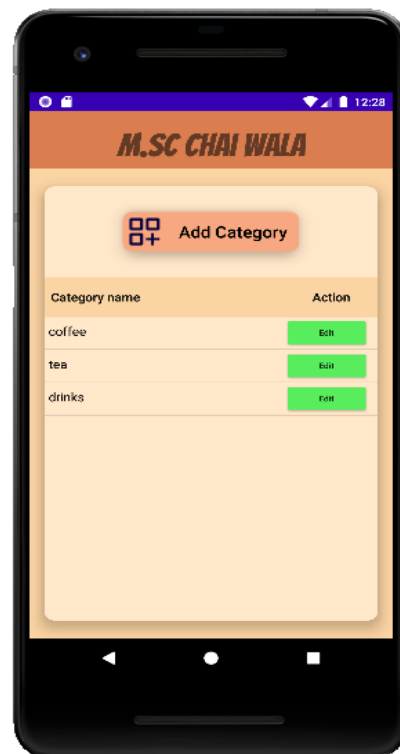 12:28
M.SC CHAI WALA
Add Category
Category name Action
coffee Edit
tea Edit
drinks Edit